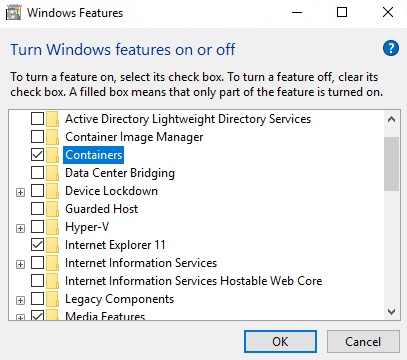 Windows Features
Turn Windows features on or off
?
To turn a feature on, select its check box. To turn a feature off, clear its
check box. A filled box means that only part of the feature is turned on.
Active Directory Lightweight Directory Services
Container Image Manager
Containers
Data Center Bridging
Device Lockdown
Guarded Host
Hyper-V
Internet Explorer 11
Internet Information Services
Internet Information Services Hostable Web Core
Legacy Components
Media Features
OK
Cancel